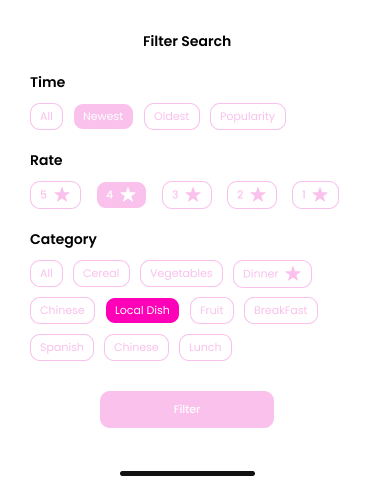 Filter Search
Time
All Newest Oldest Popularity
Rate
5 4 3 2 1
Category
All Cereal Vegetables Dinner
Chinese Local Dish Fruit BreakFast
Spanish Chinese Lunch
Filter